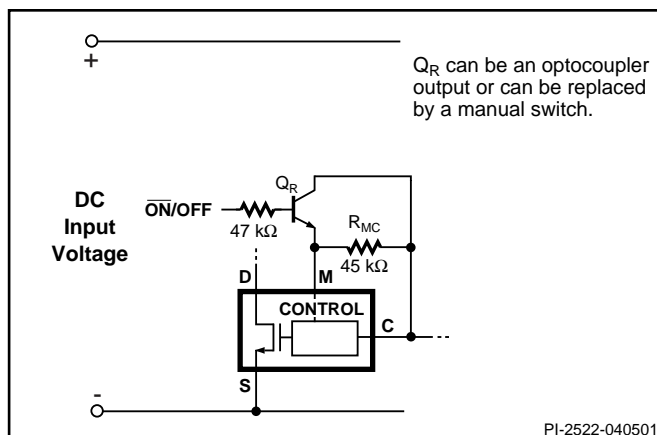 +
Q_R can be an optocoupler
output or can be replaced
by a manual switch.
Q_R
DC
Input
Voltage
O̅N̅/OFF
47 kΩ
R_MC
45 kΩ
D
M
CONTROL
C
S
-
PI-2522-040501